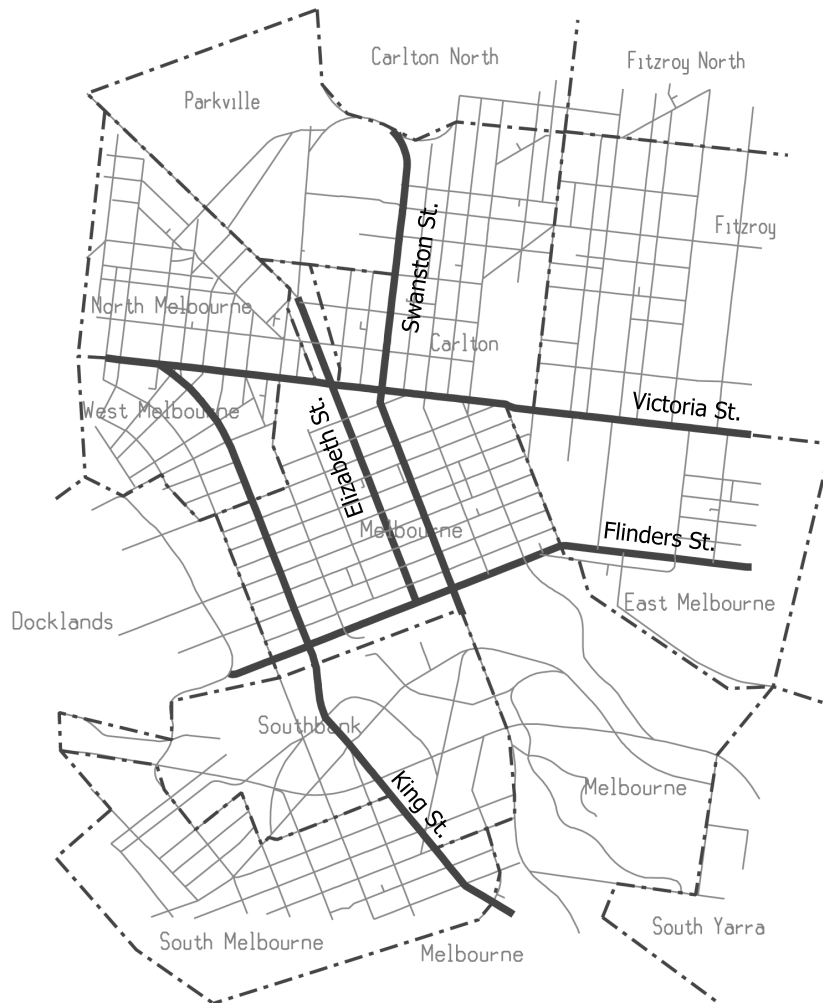 Carlton North
Fitzroy North
Parkville
Fitzroy
Swanston St.
North Melbourne
Carlton
Victoria St.
West Melbourne
Elizabeth St.
Melbourne
Flinders St.
East Melbourne
Docklands
Southbank
King St.
Melbourne
South Yarra
South Melbourne
Melbourne